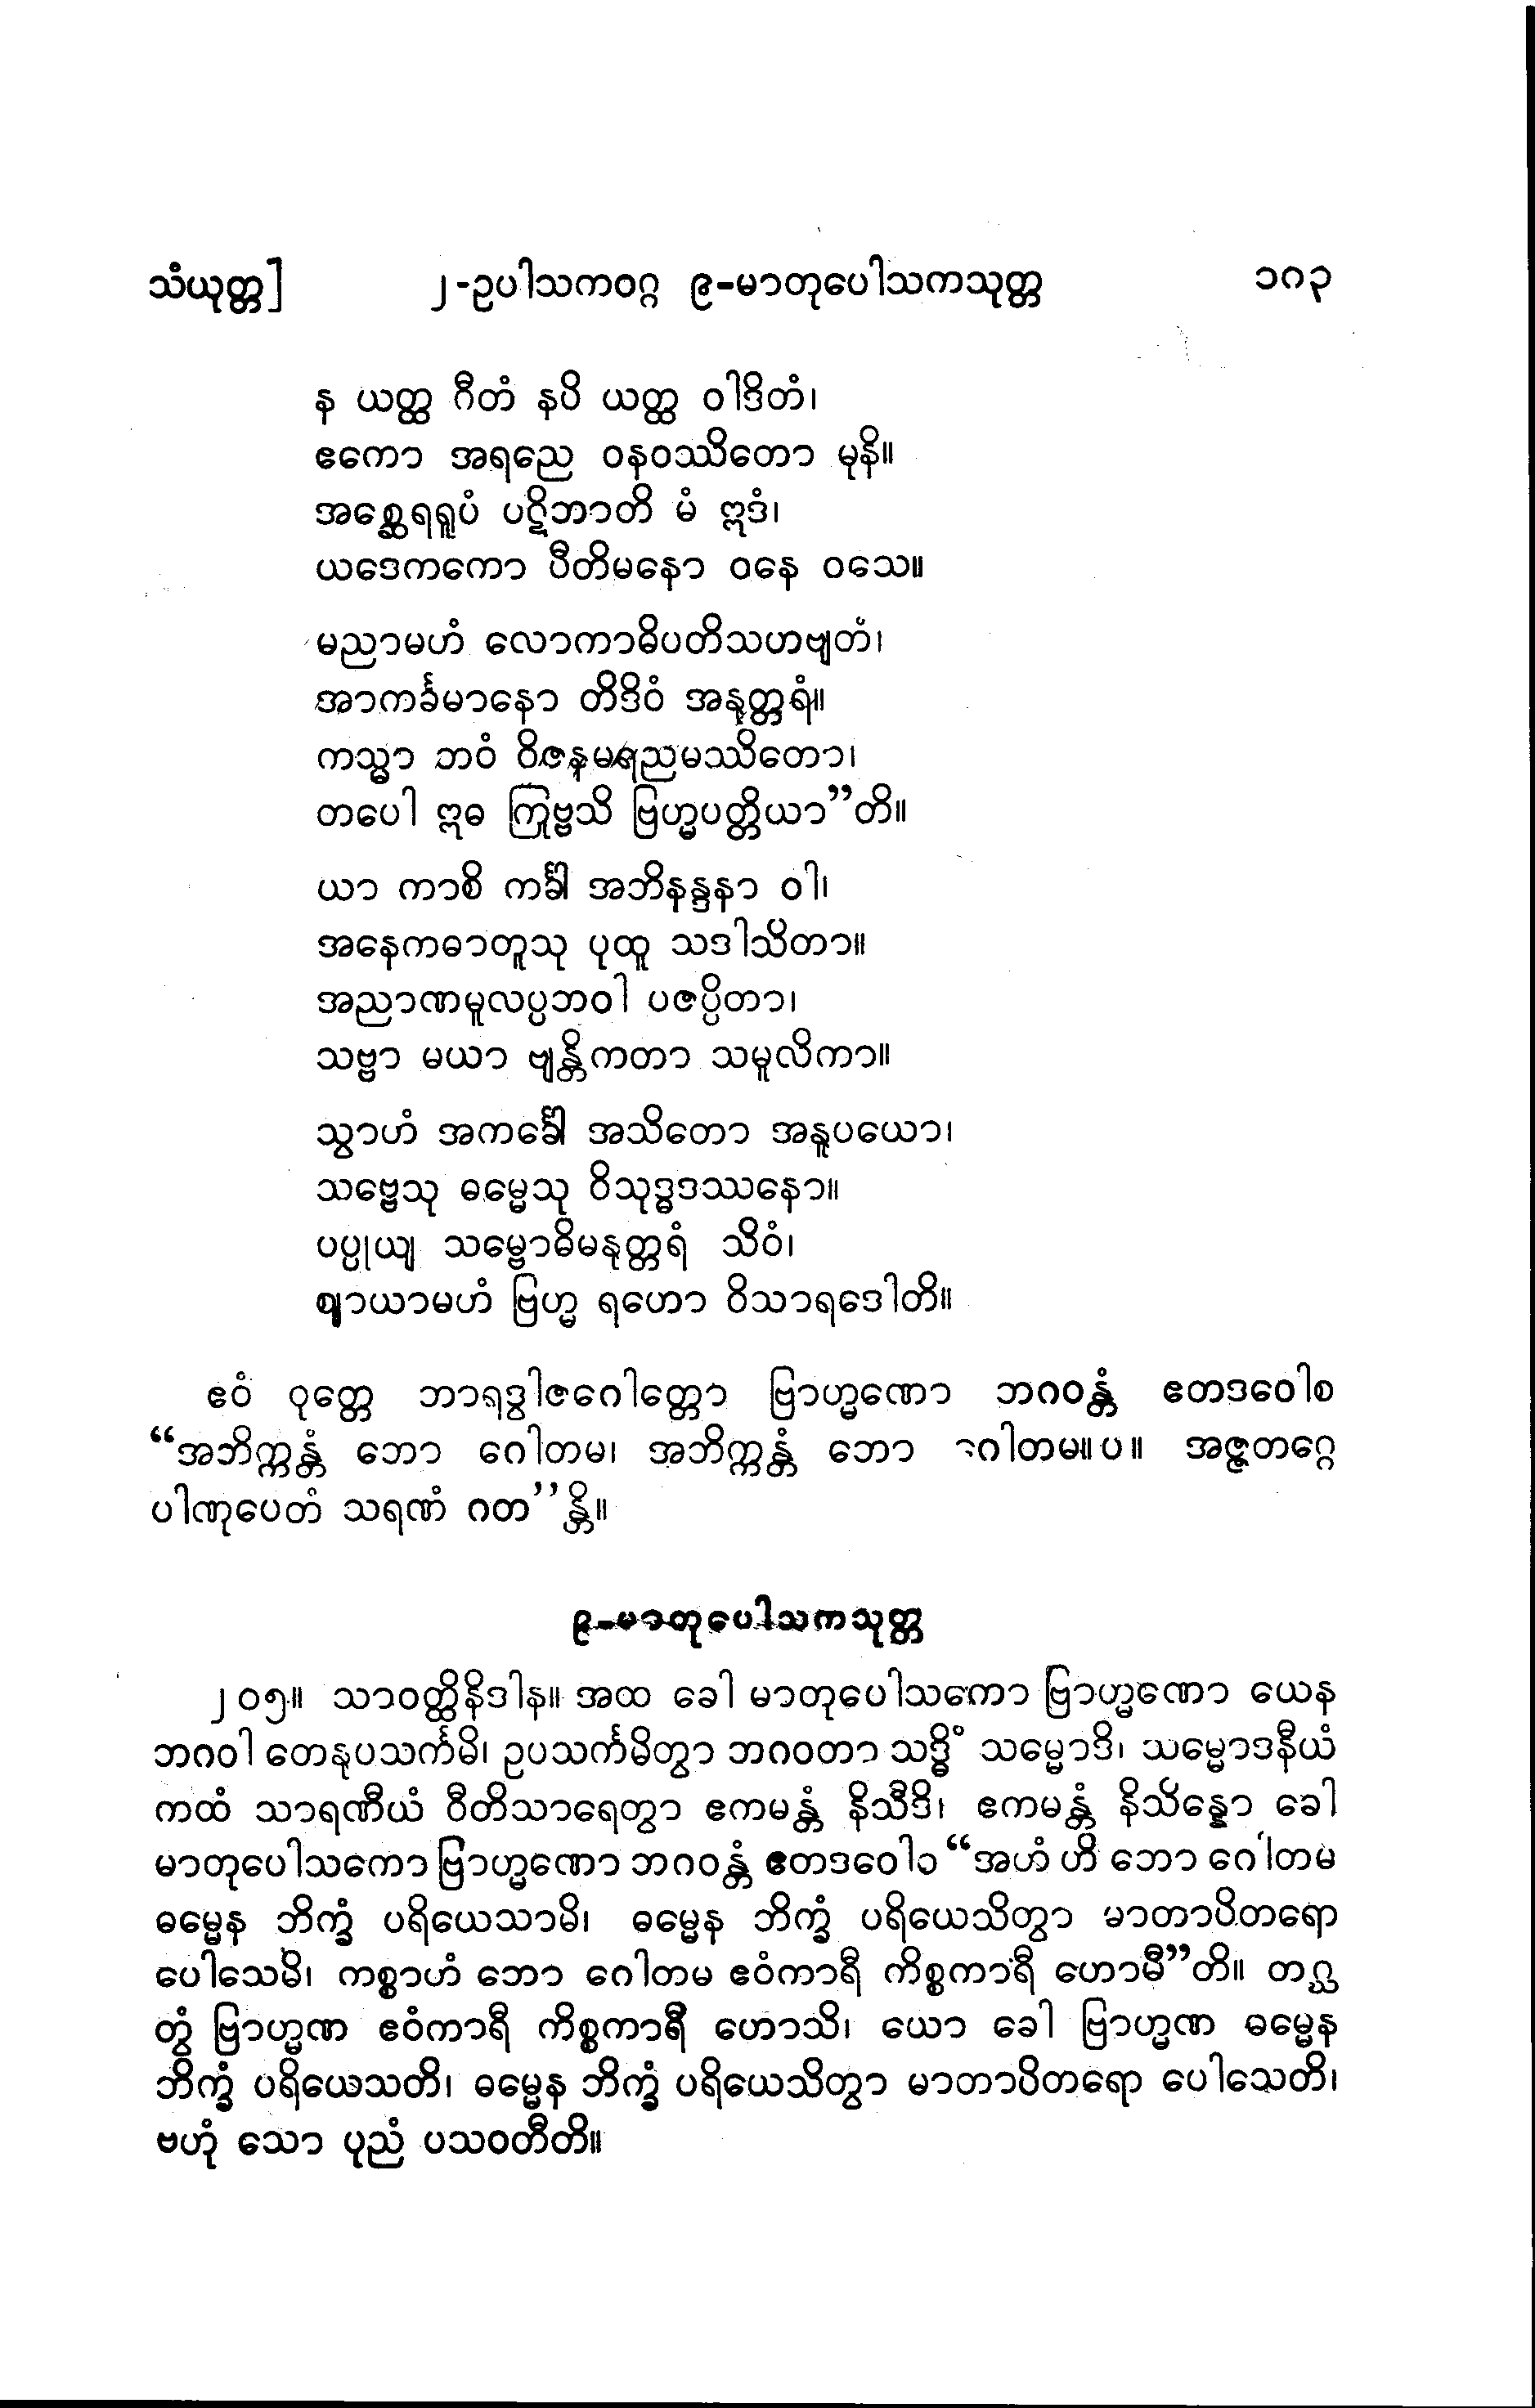 သံယုတ္တ] ၂-ဥပါသကဝဂ္ဂ ၉-မာတုပေါသကသုတ္တ ၁ဂ၃
န ယတ္ထ ဂီတံ နပိ ယတ္ထ ဝါဒိတံ၊
ဧကော အရညေ ဝနဝဿိတော မုနိ။
အစ္ဆေရရူပံ ပဋိဘာတိ မံ ဣဒံ၊
ယဒေကကော ပီတိမနော ဝနေ ဝသေ။
မညာမဟံ လောကာဓိပတိသဟဗျတံ၊
အာကင်္ခမာနော တိဒိဝံ အနုတ္တရံ။
ကသ္မာ ဘဝံ ဝိဇနမရညမဿိတော၊
တပေါ ဣဓ ကြုဗ္ဗသိ ဗြဟ္မပတ္တိယာ”တိ။
ယာ ကာစိ ကင်္ခါ အဘိနန္ဒနာ ဝါ၊
အနေကဓာတူသု ပုထူ သဒါသိတာ။
အညာဏမူလပ္ပဘဝါ ပဇပ္ပိတာ၊
သဗ္ဗာ မယာ ဗျန္တိကတာ သမူလိကာ။
သွာဟံ အကင်္ခေါ အသိတော အနူပယော၊
သဗ္ဗေသု ဓမ္မေသု ဝိသုဒ္ဓဒဿနော။
ပပ္ပုယျ သမ္ဗောဓိမနုတ္တရံ သိဝံ၊
ဈာယာမဟံ ဗြဟ္မ ရဟော ဝိသာရဒေါတိ။
ဧဝံ ဝုတ္တေ ဘာရဒွါဇဂေါတ္တော ဗြာဟ္မဏော ဘဂဝန္တံ ဧတဒဝေါစ
“အဘိက္ကန္တံ ဘော ဂေါတမ၊ အဘိက္ကန္တံ ဘော ဂေါတမ။ပ။ အဇ္ဇတဂ္ဂေ
ပါဏုပေတံ သရဏံ ဂတ”န္တိ။
၉-မာတုပေါသကသုတ္တ
၂၀၅။ သာဝတ္ထိနိဒါန။ အထ ခေါ မာတုပေါသကော ဗြာဟ္မဏော ယေန
ဘဂဝါ တေနုပသင်္ကမိ၊ ဥပသင်္ကမိတွာ ဘဂဝတာ သဒ္ဓိံ သမ္မောဒိ၊ သမ္မောဒနီယံ
ကထံ သာရဏီယံ ဝီတိသာရေတွာ ဧကမန္တံ နိသီဒိ၊ ဧကမန္တံ နိသိန္နော ခေါ
မာတုပေါသကော ဗြာဟ္မဏော ဘဂဝန္တံ ဧတဒဝေါစ “အဟံ ဟိ ဘော ဂေါတမ
ဓမ္မေန ဘိက္ခံ ပရိယေသာမိ၊ ဓမ္မေန ဘိက္ခံ ပရိယေသိတွာ မာတာပိတရော
ပေါသေမိ၊ ကစ္စာဟံ ဘော ဂေါတမ ဧဝံကာရီ ကိစ္စကာရီ ဟောမီ”တိ။ တဂ္ဃ
တွံ ဗြာဟ္မဏ ဧဝံကာရီ ကိစ္စကာရီ ဟောသိ၊ ယော ခေါ ဗြာဟ္မဏ ဓမ္မေန
ဘိက္ခံ ပရိယေသတိ၊ ဓမ္မေန ဘိက္ခံ ပရိယေသိတွာ မာတာပိတရော ပေါသေတိ၊
ဗဟုံ သော ပုညံ ပသဝတီတိ။